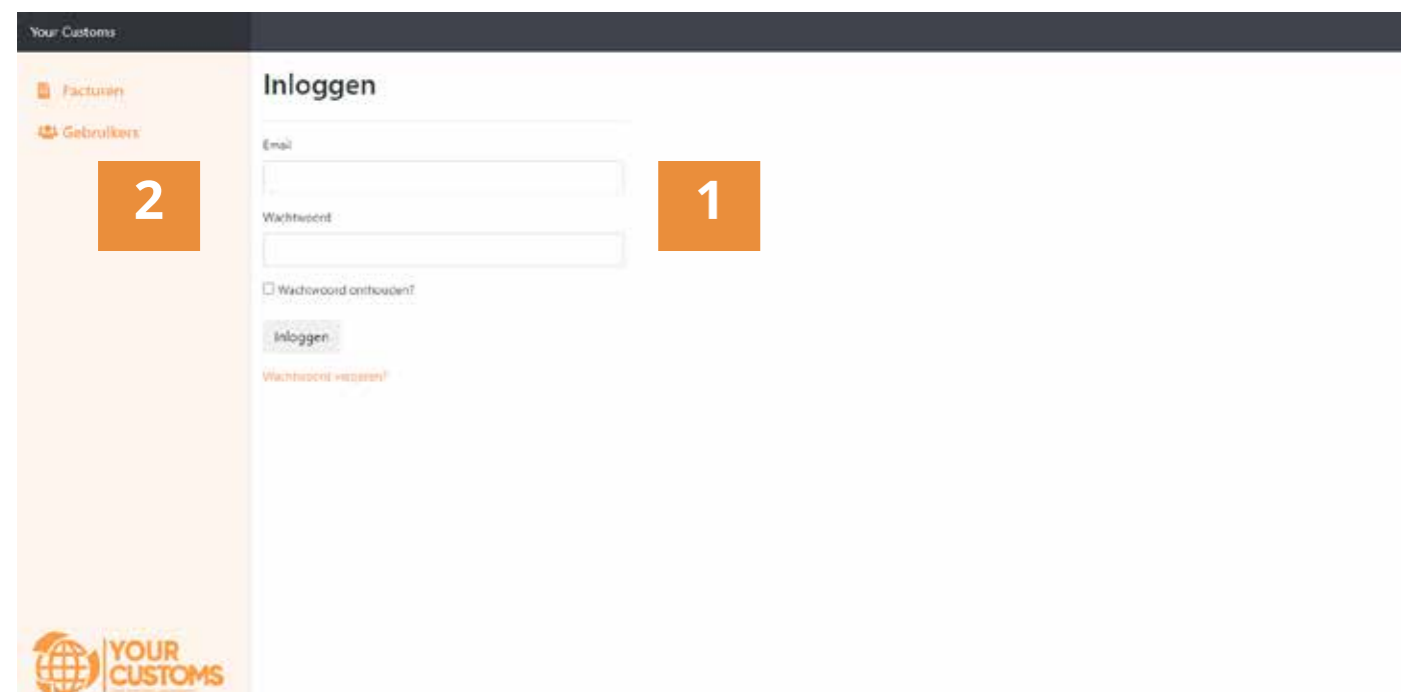 Your Customs
Facturen
Gebruikers
2
Inloggen
Email
Wachtwoord
1
Wachtwoord onthouden?
Inloggen
Wachtwoord vergeten?
YOUR
CUSTOMS